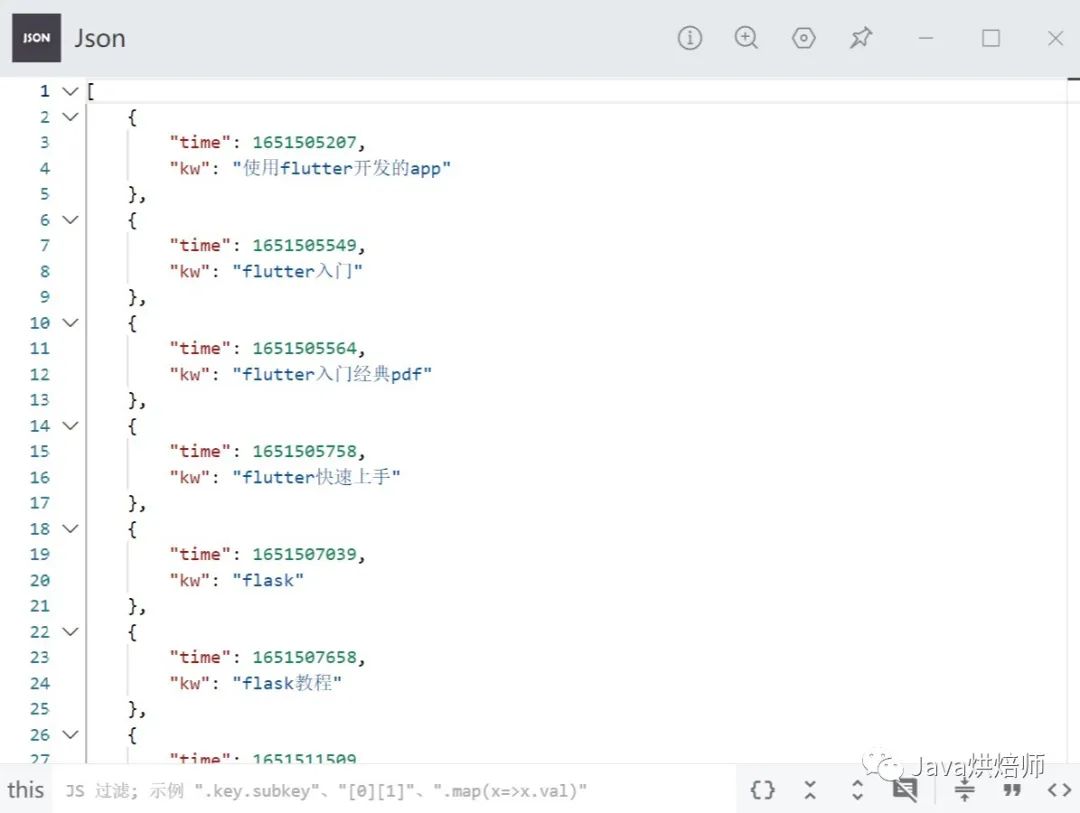 JSON Json
1 [
2 {
3 "time": 1651505207,
4 "kw": "使用flutter开发的app"
5 },
6 {
7 "time": 1651505549,
8 "kw": "flutter入门"
9 },
10 {
11 "time": 1651505564,
12 "kw": "flutter入门经典pdf"
13 },
14 {
15 "time": 1651505758,
16 "kw": "flutter快速上手"
17 },
18 {
19 "time": 1651507039,
20 "kw": "flask"
21 },
22 {
23 "time": 1651507658,
24 "kw": "flask教程"
25 },
26 {
27 "time": 1651511509
Java烘焙师
this JS 过滤; 示例 ".key.subkey"、"[0][1]"、".map(x=>x.val)"